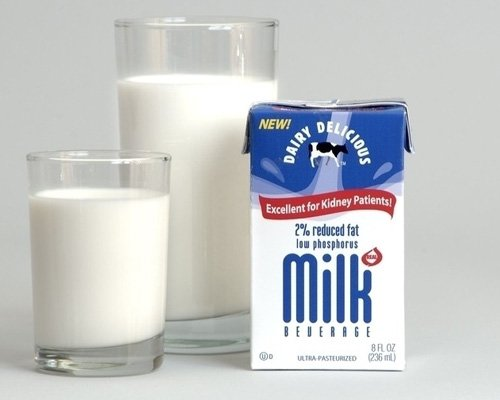 NEW!
DAIRY DELICIOUS
™
Excellent for Kidney Patients!
2% reduced fat
low phosphorus
REAL
milk
BEVERAGE
8 FL OZ
(236 mL)
U D
ULTRA-PASTEURIZED